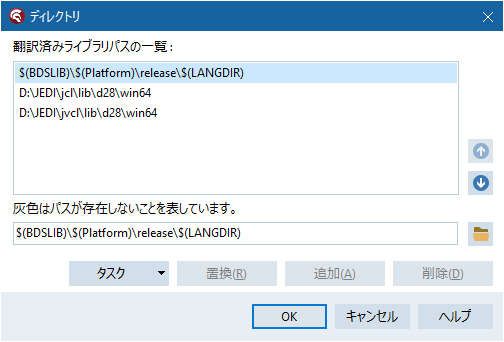 ディレクトリ
翻訳済みライブラリパスの一覧:
$(BDSLIB)\$(Platform)\release\$(LANGDIR)
D:\JEDI\jcl\lib\d28\win64
D:\JEDI\jvcl\lib\d28\win64
灰色はパスが存在しないことを表しています。
$(BDSLIB)\$(Platform)\release\$(LANGDIR)
タスク 置換(R) 追加(A) 削除(D)
OK キャンセル ヘルプ